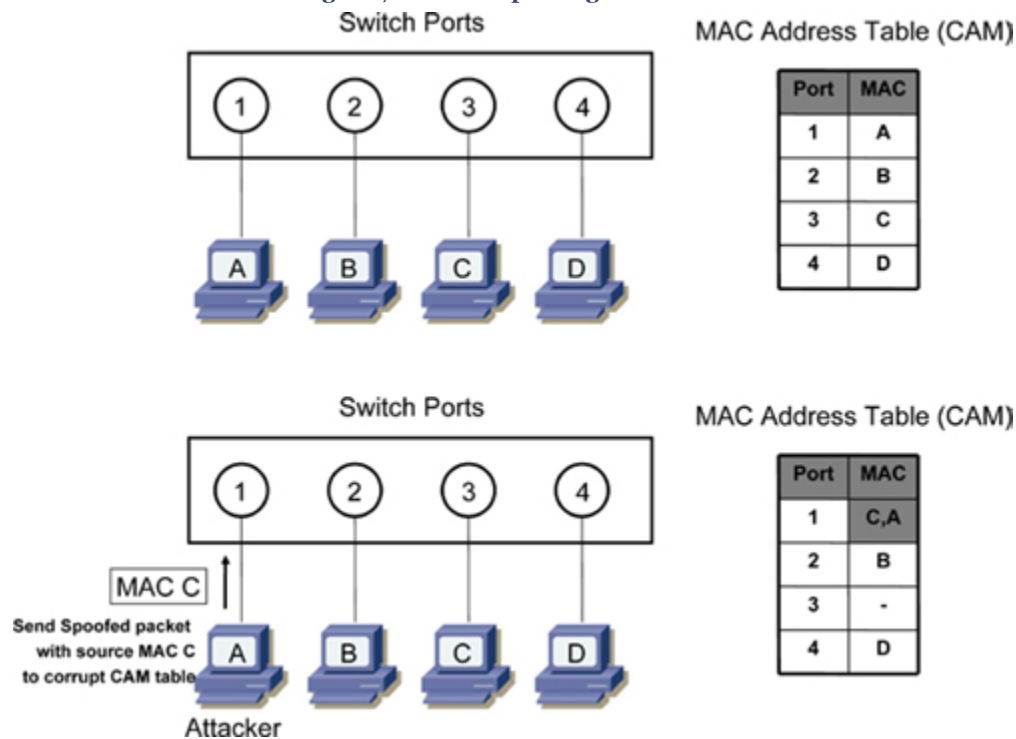 Switch Ports
MAC Address Table (CAM)
1 2 3 4
Port MAC
1 A
2 B
3 C
4 D
A B C D
Switch Ports
MAC Address Table (CAM)
1 2 3 4
Port MAC
1 C,A
2 B
3 -
4 D
MAC C
Send Spoofed packet
with source MAC C
to corrupt CAM table
A B C D
Attacker